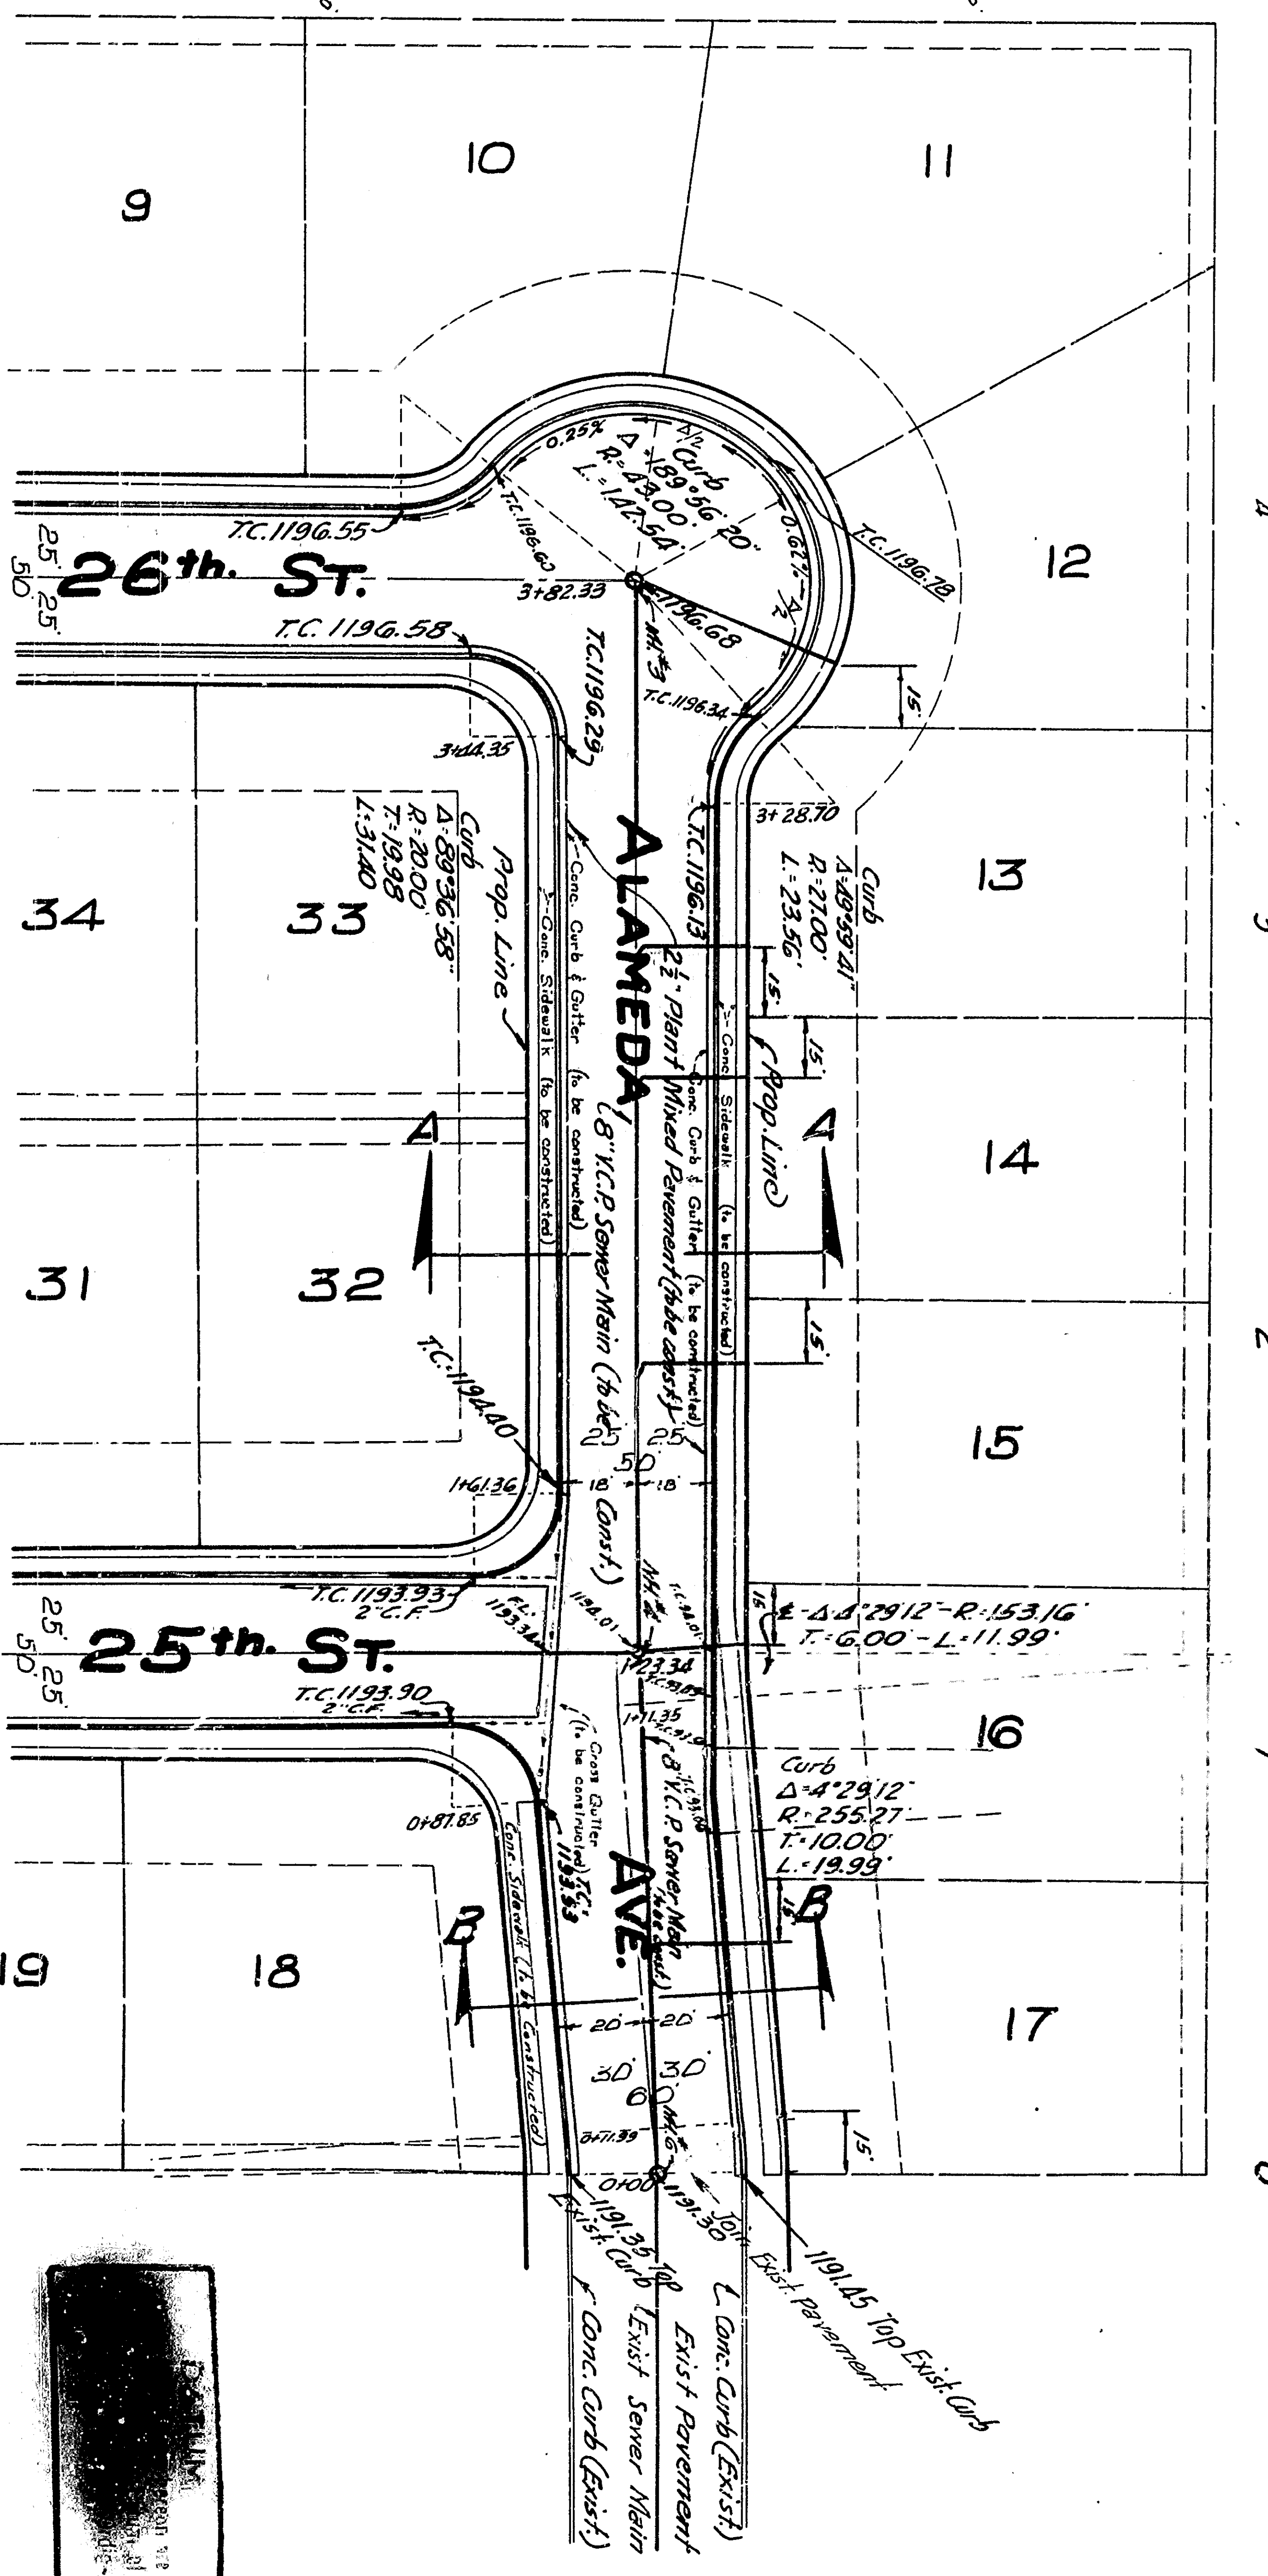 10
11
9
12
4
0.25%
Δ/2
Curb
Δ=189°56'20"
R.=43.00'
L.=142.54'
0.62%
Δ/2
T.C.1196.78
T.C.1196.60
T.C.1196.55
26th. ST.
25' 25'
50'
3+82.33
1196.68
M.H.#3
T.C. 1196.58
T.C.1196.29
T.C.1196.34
15'
3+44.35
3+28.70
T.C.1196.13
Curb
Δ=89°36'58"
R=20.00'
T=19.98
L=31.40
Prop. Line
34
33
Conc. Curb & Gutter (to be constructed)
Conc. Sidewalk (to be constructed)
ALAMEDA
2½" Plant Mixed Pavement (to be const.)
8" V.C.P. Sewer Main (to be Const.)
Conc. Curb & Gutter (to be constructed)
Conc. Sidewalk (to be constructed)
Curb
Δ=49°59'41"
R=27.00'
L=23.56'
15'
15'
Prop. Line
13
3
14
A
A
31
32
15'
2
T.C.=1194.40
25' 25'
50'
18' 18'
15
1+61.36
T.C.1193.93
2" C.F.
FL.
1194.01
25th. ST.
25' 25'
50'
T.C.1193.90
2" C.F.
1+23.34
1+11.35
15'
℄-Δ4°29'12"-R=153.16'
T.=6.00'-L=11.99'
16
1
Curb
Δ=4°29'12"
R=255.27'
T=10.00'
L=19.99'
0+87.85
Cross Gutter
(to be constructed)
T.C.=
8" V.C.P. Sewer Main
(to be Const.)
AVE.
15'
B
B
19
18
Conc. Sidewalk (to be Constructed)
20' 20'
30' 30'
60'
17
M.H.#6
15'
0+00
0
1191.30
1191.35 Top
Exist. Curb
Join Exist. Pavement
1191.45 Top Exist. Curb
Conc. Curb (Exist.)
Exist Pavement
Exist Sewer Main
Conc. Curb (Exist.)